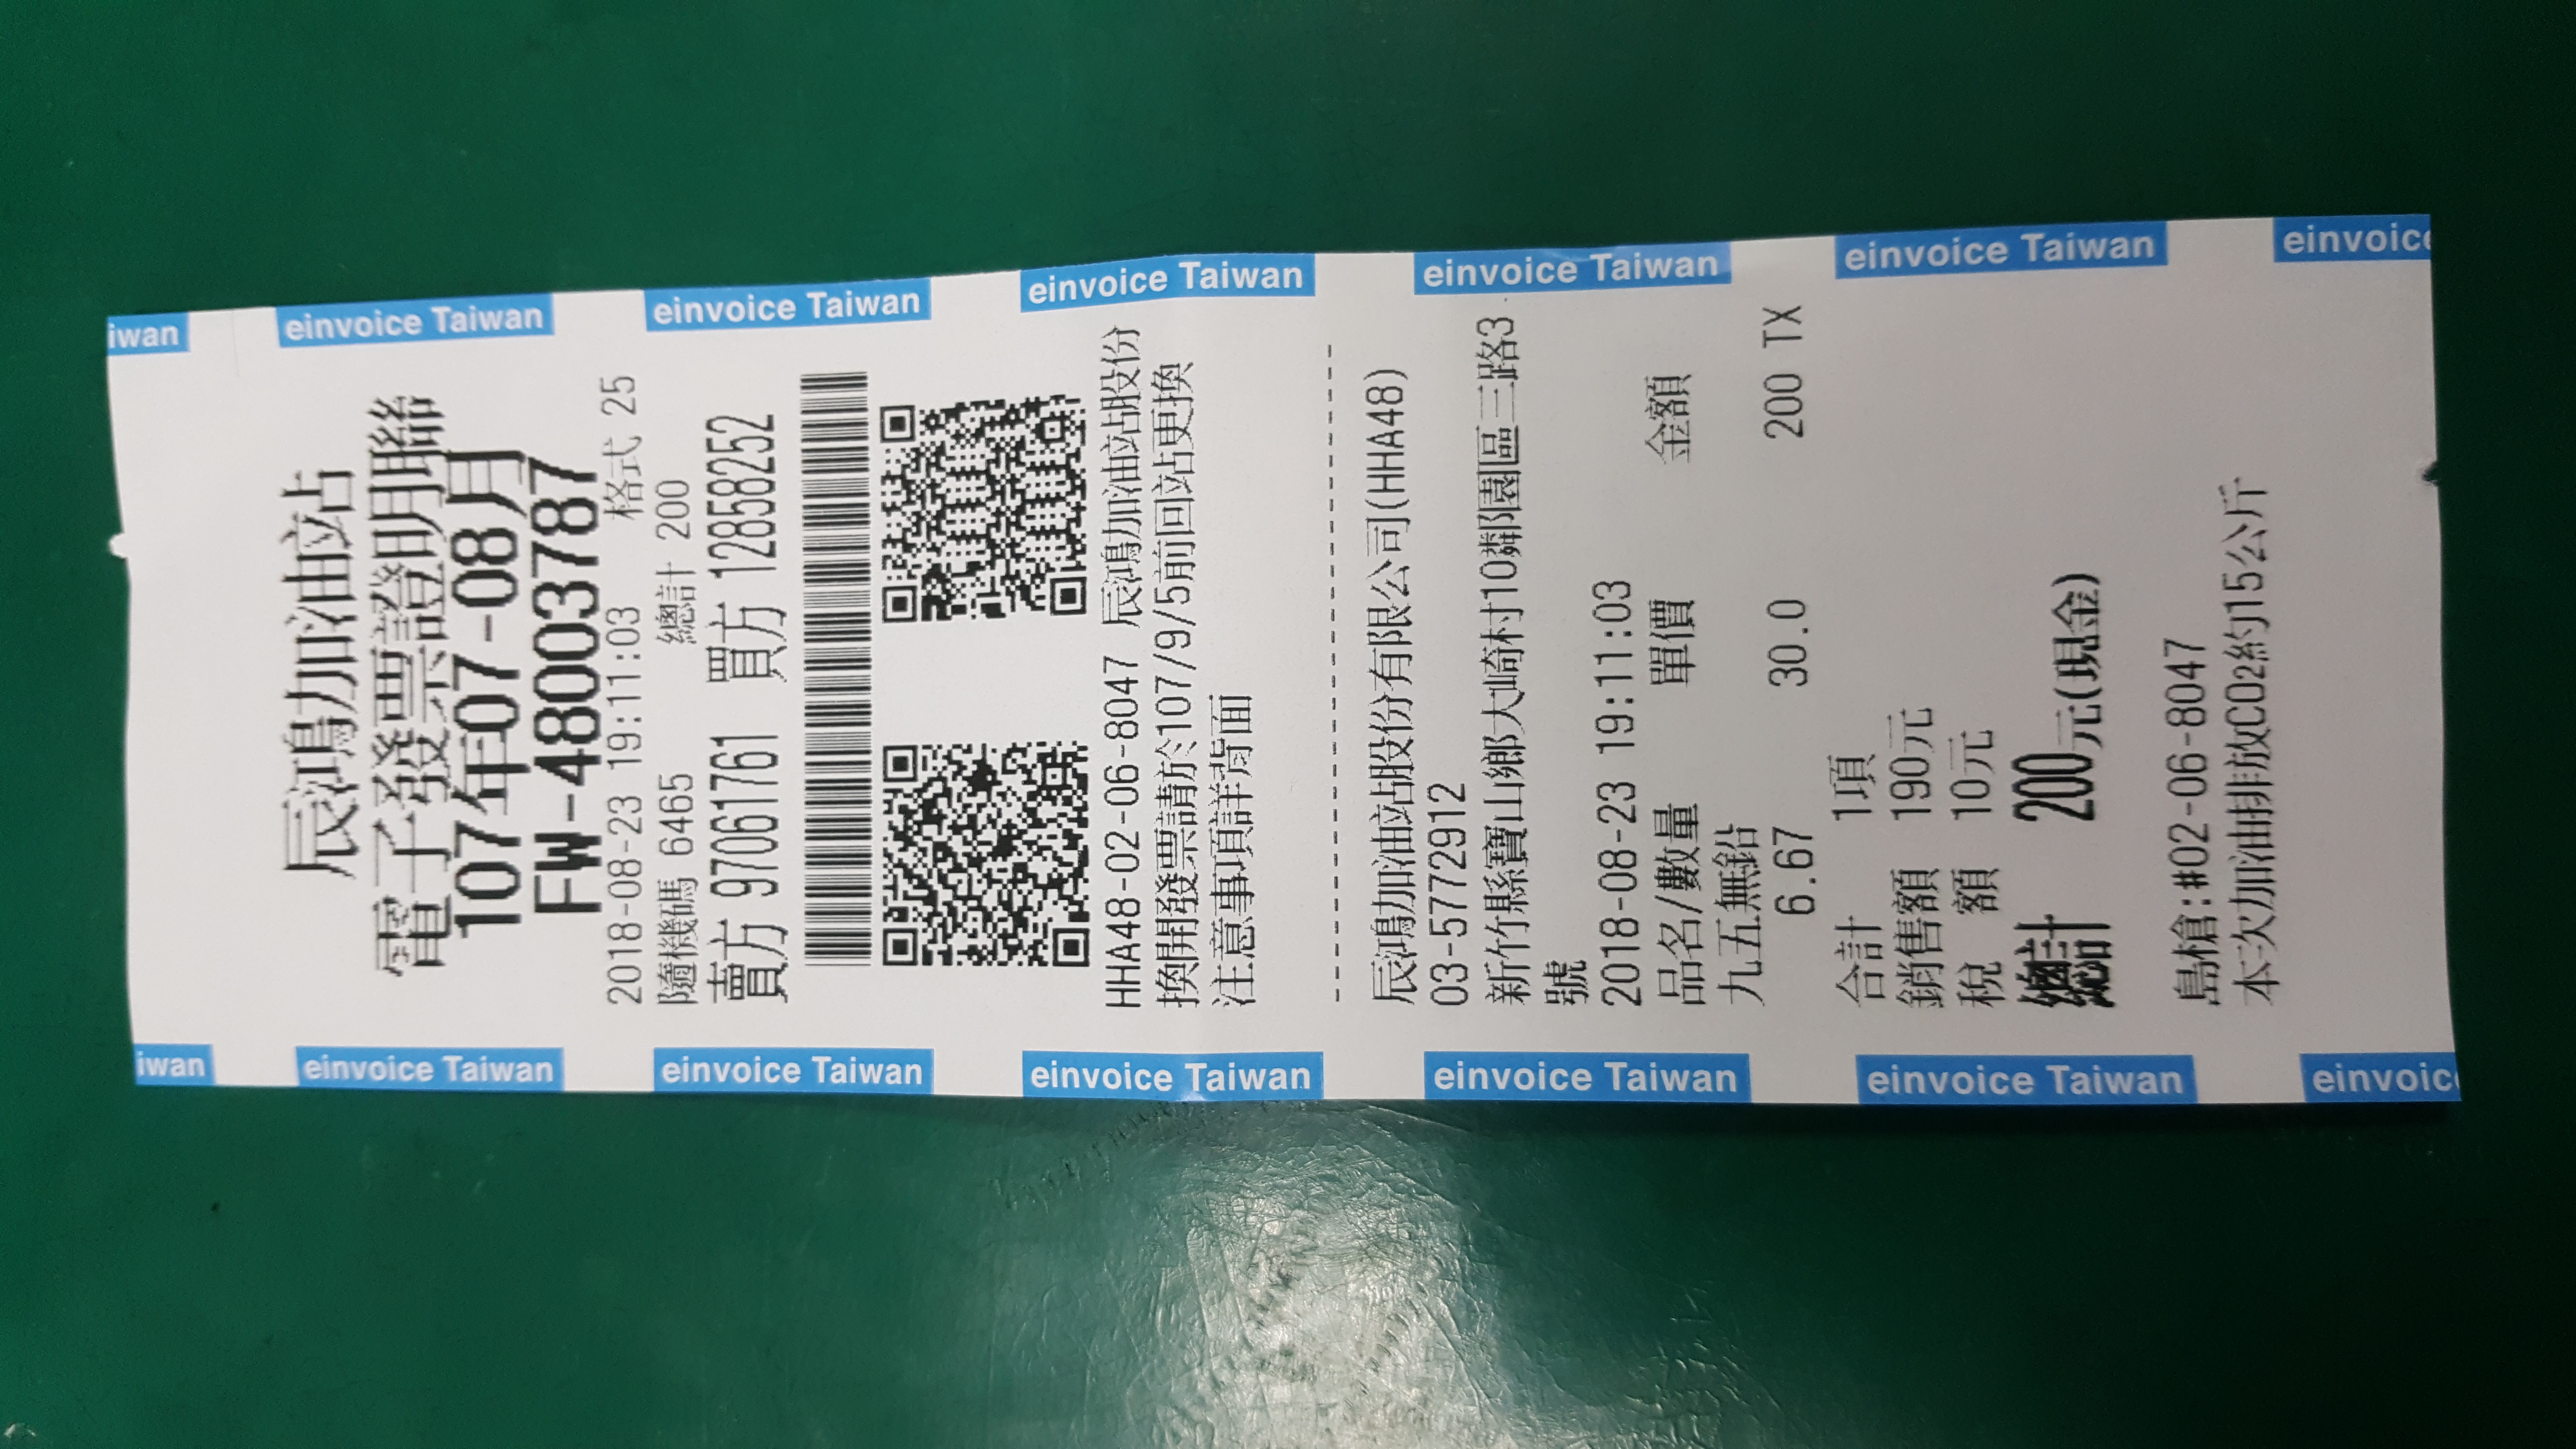 辰鴻加油站
電子發票證明聯
107年07-08月
FW-48003787
2018-08-23 19:11:03 格式 25
隨機碼 6465 總計 200
賣方 97061761 買方 12858252
HHA48-02-06-8047 辰鴻加油站股份
換開發票請於107/9/5前回站更換
注意事項詳背面
------------------------------
辰鴻加油站股份有限公司(HHA48)
03-5772912
新竹縣寶山鄉大崎村10鄰園區三路3
號
2018-08-23 19:11:03
品名/數量 單價 金額
九五無鉛
6.67 30.0 200 TX
合計 1項
銷售額 190元
稅 額 10元
總計 200元(現金)
島槍:#02-06-8047
本次加油排放CO2約15公斤
iwan
einvoice Taiwan
einvoice Taiwan
einvoice Taiwan
einvoice Taiwan
einvoice Taiwan
einvoic
iwan
einvoice Taiwan
einvoice Taiwan
einvoice Taiwan
einvoice Taiwan
einvoice Taiwan
einvoic